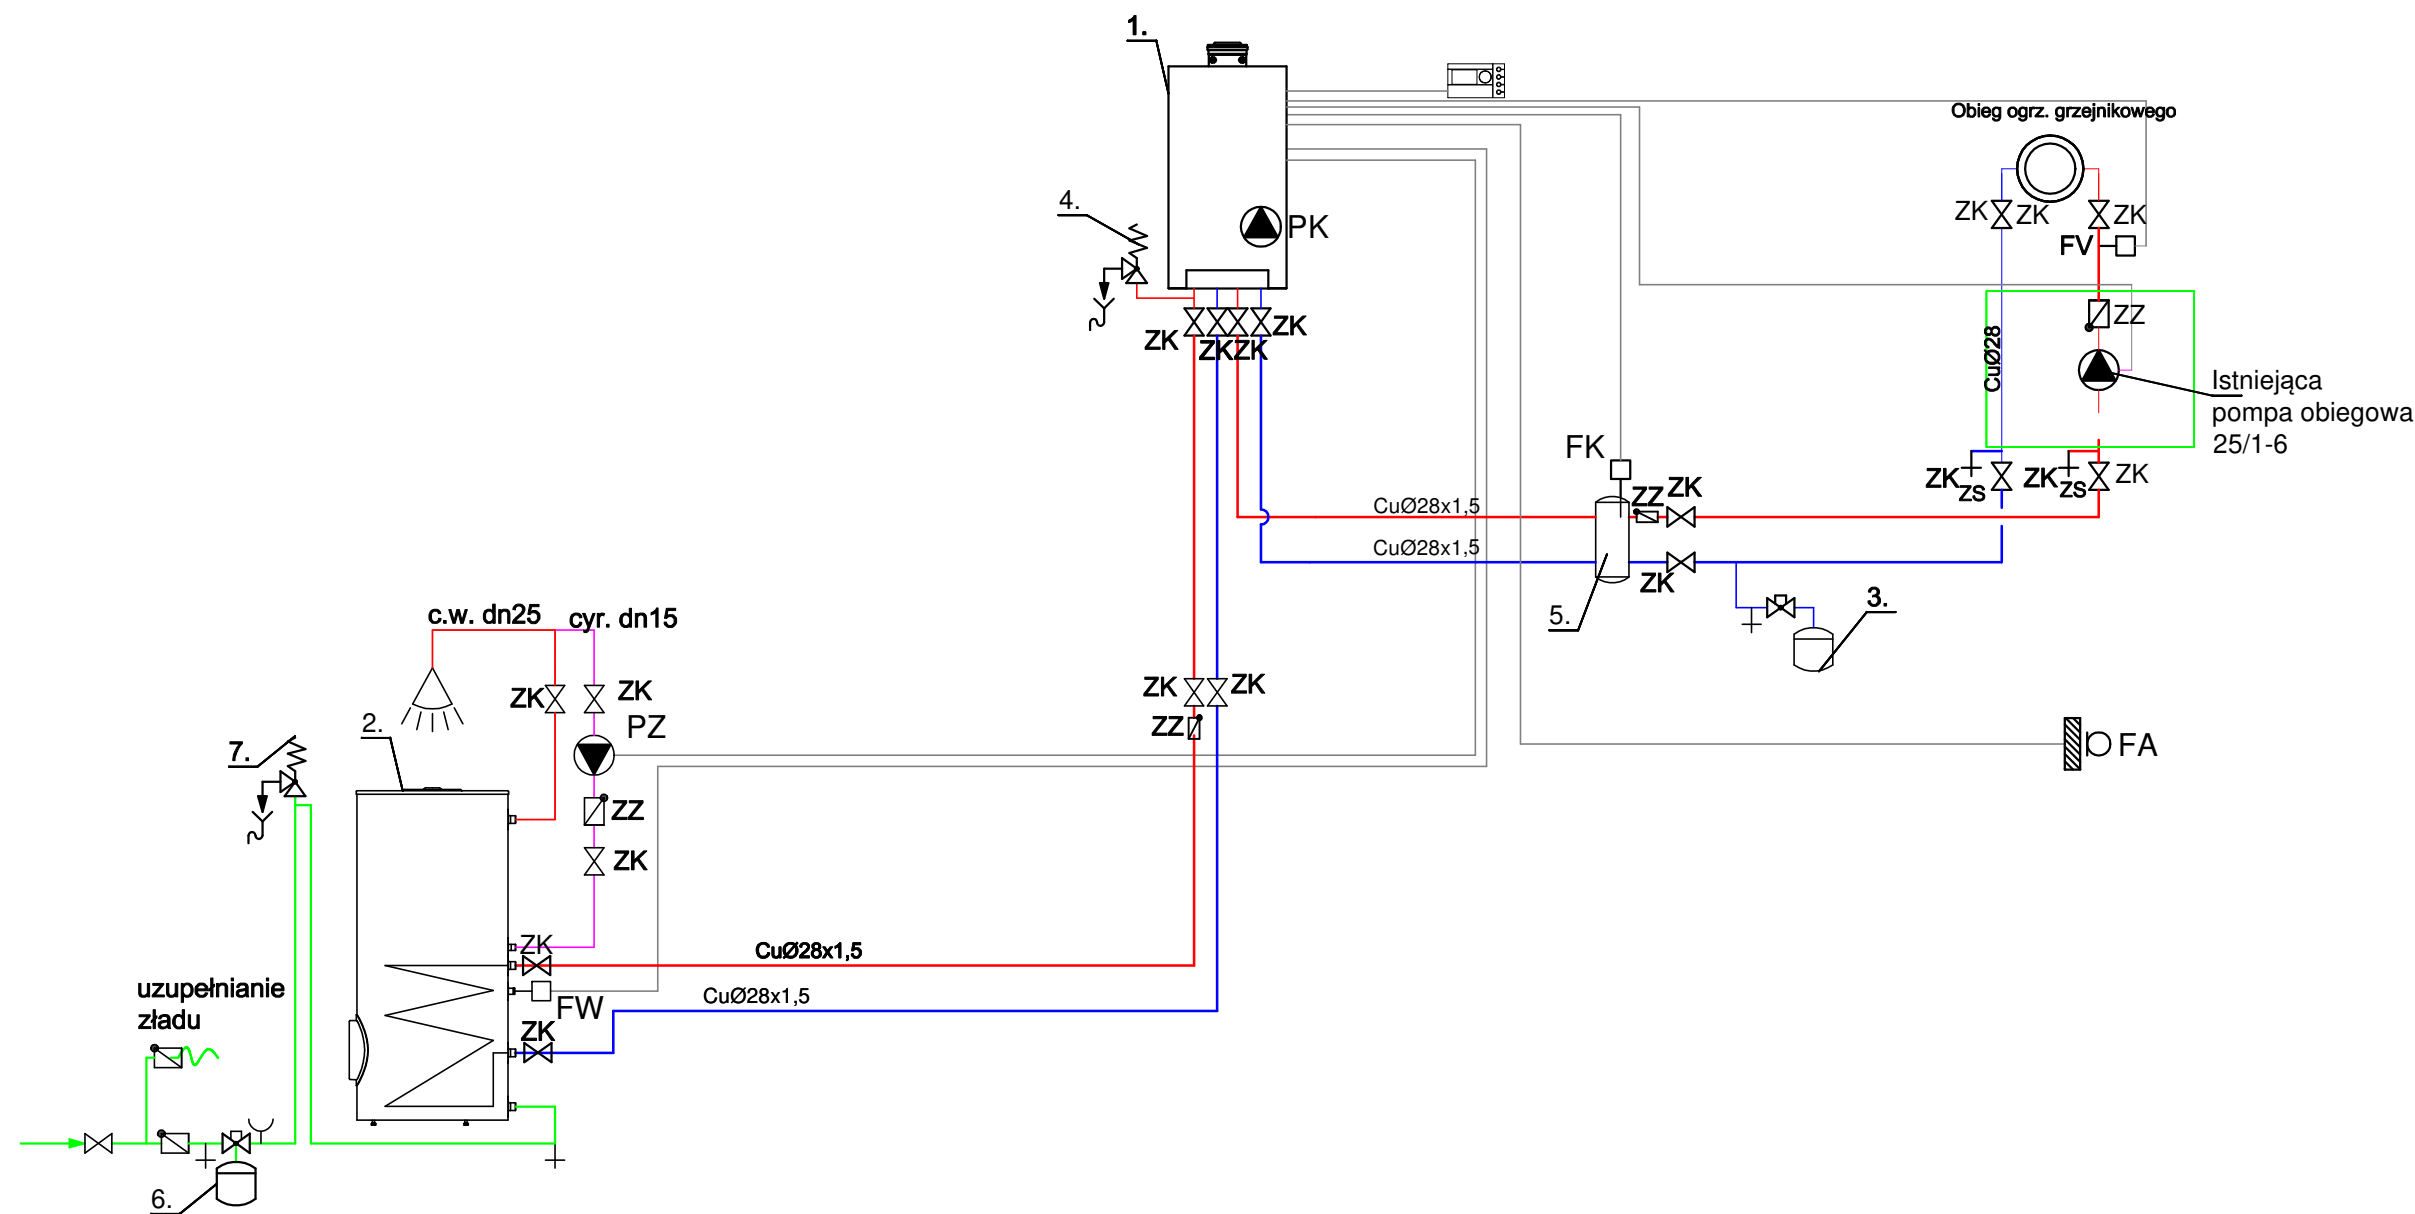 1.
Obieg ogrz. grzejnikowego
4.
PK
ZK
ZK
ZK
FV
ZK
ZK
ZK
ZK
ZZ
CuØ28
Istniejąca
pompa obiegowa
25/1-6
FK
ZK
ZS
ZK
ZS
ZK
ZZ
ZK
CuØ28x1,5
CuØ28x1,5
ZK
5.
3.
c.w. dn25
cyr. dn15
ZK
ZK
ZK
ZK
2.
PZ
ZZ
7.
FA
ZZ
ZK
ZK
CuØ28x1,5
uzupełnianie
zładu
FW
CuØ28x1,5
ZK
6.